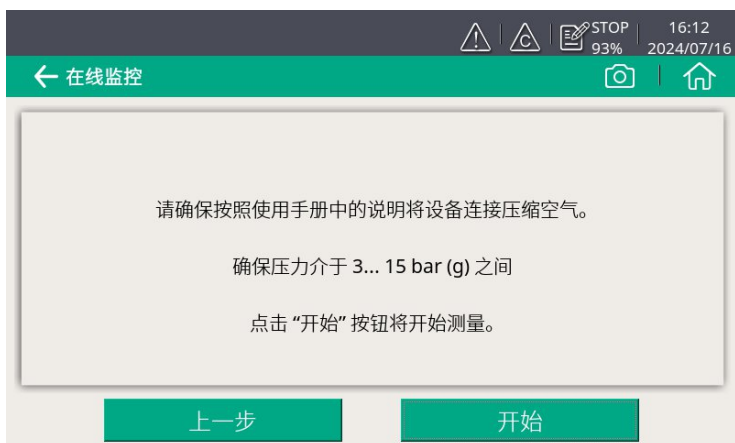 STOP 16:12
93% 2024/07/16
在线监控
请确保按照使用手册中的说明将设备连接压缩空气。
确保压力介于 3... 15 bar (g) 之间
点击 “开始” 按钮将开始测量。
上一步 开始